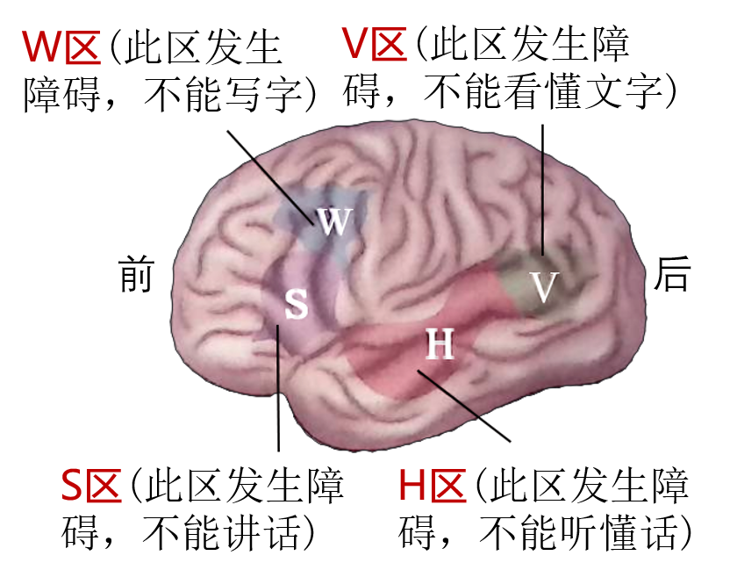 W区(此区发生
障碍，不能写字)
V区(此区发生障
碍，不能看懂文字)
W
前
V
后
S
H
S区(此区发生障
碍，不能讲话)
H区(此区发生障
碍，不能听懂话)